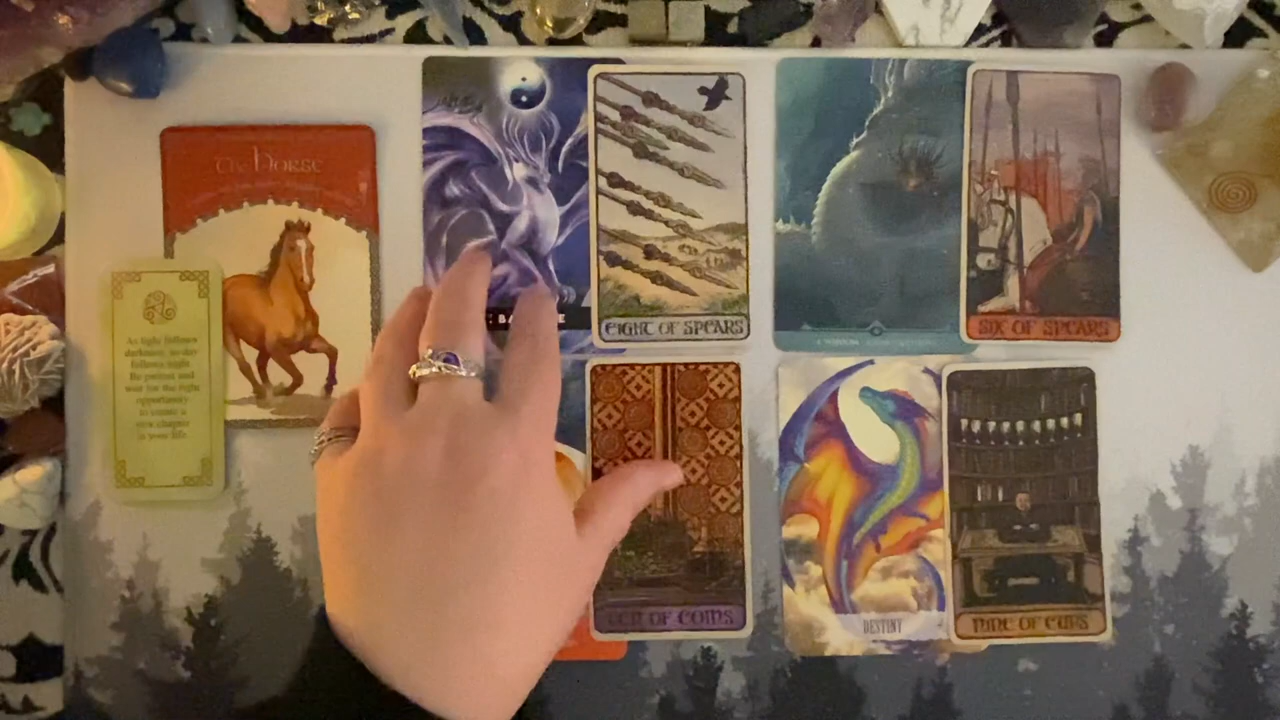 The Horse
As light follows
darkness, so day
follows night.
Be patient and
wait for the right
opportunity
to create a
new chapter
in your life.
EIGHT OF SPEARS
SIX OF SPEARS
TEN OF COINS
DESTINY
NINE OF CUPS